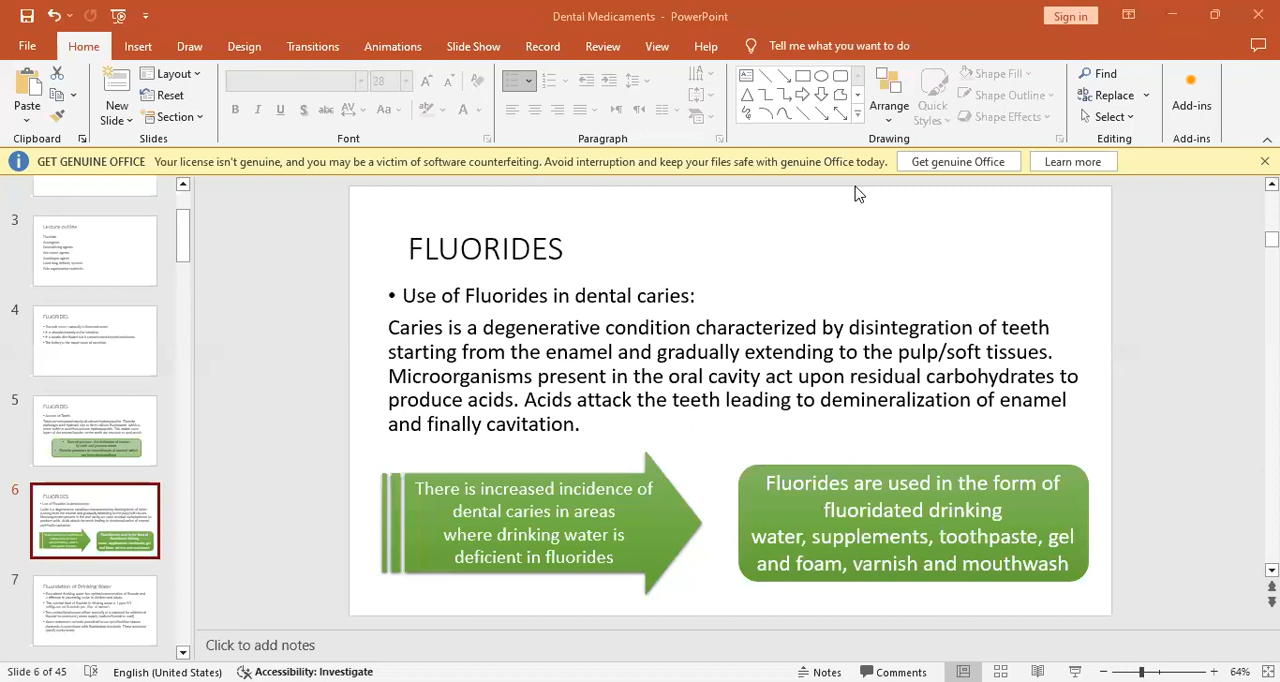 Dental Medicaments - PowerPoint
Sign in
File Home Insert Draw Design Transitions Animations Slide Show Record Review View Help Tell me what you want to do
Paste
Clipboard
New Slide
Layout
Reset
Section
Slides
28
Font
Paragraph
Arrange
Quick Styles
Shape Fill
Shape Outline
Shape Effects
Drawing
Find
Replace
Select
Editing
Add-ins
Add-ins
GET GENUINE OFFICE Your license isn't genuine, and you may be a victim of software counterfeiting. Avoid interruption and keep your files safe with genuine Office today. Get genuine Office Learn more
3
Lecture outline
4
FLUORIDES
5
FLUORIDES
6
FLUORIDES
7
Fluoridation of Drinking Water
FLUORIDES
• Use of Fluorides in dental caries:
Caries is a degenerative condition characterized by disintegration of teeth
starting from the enamel and gradually extending to the pulp/soft tissues.
Microorganisms present in the oral cavity act upon residual carbohydrates to
produce acids. Acids attack the teeth leading to demineralization of enamel
and finally cavitation.
There is increased incidence of
dental caries in areas
where drinking water is
deficient in fluorides
Fluorides are used in the form of
fluoridated drinking
water, supplements, toothpaste, gel
and foam, varnish and mouthwash
Click to add notes
Slide 6 of 45 English (United States) Accessibility: Investigate Notes Comments 64%